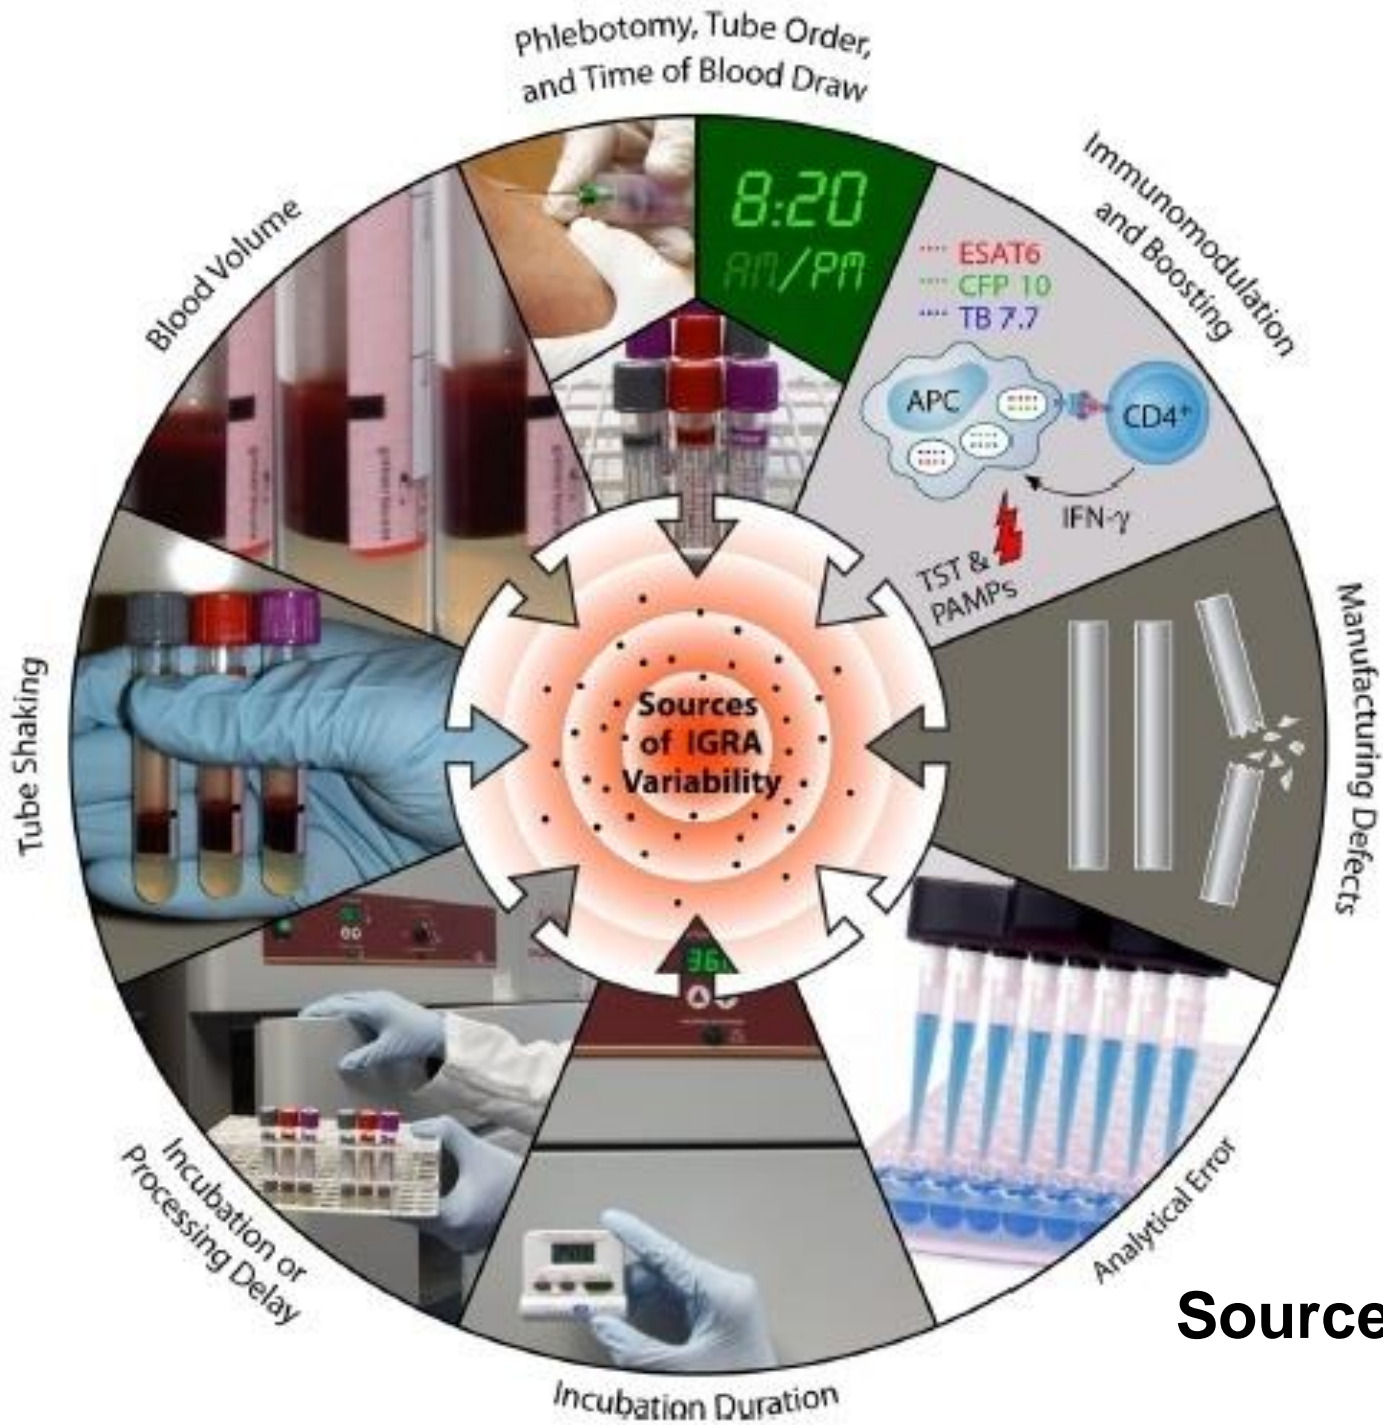 Phlebotomy, Tube Order,
and Time of Blood Draw
8:20
AM/PM
Immunomodulation
and Boosting
ESAT6
CFP 10
TB 7.7
APC
CD4⁺
IFN-γ
TST &
PAMPs
Blood Volume
Manufacturing Defects
Sources
of IGRA
Variability
Tube Shaking
36
Analytical Error
Incubation or
Processing Delay
Incubation Duration
Source